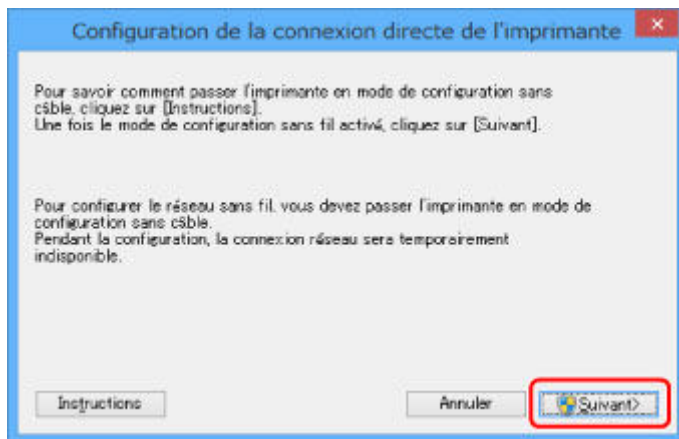 Configuration de la connexion directe de l'imprimante
Pour savoir comment passer l'imprimante en mode de configuration sans
câble, cliquez sur [Instructions].
Une fois le mode de configuration sans fil activé, cliquez sur [Suivant].
Pour configurer le réseau sans fil, vous devez passer l'imprimante en mode de
configuration sans câble.
Pendant la configuration, la connexion réseau sera temporairement
indisponible.
Instructions Annuler Suivant>